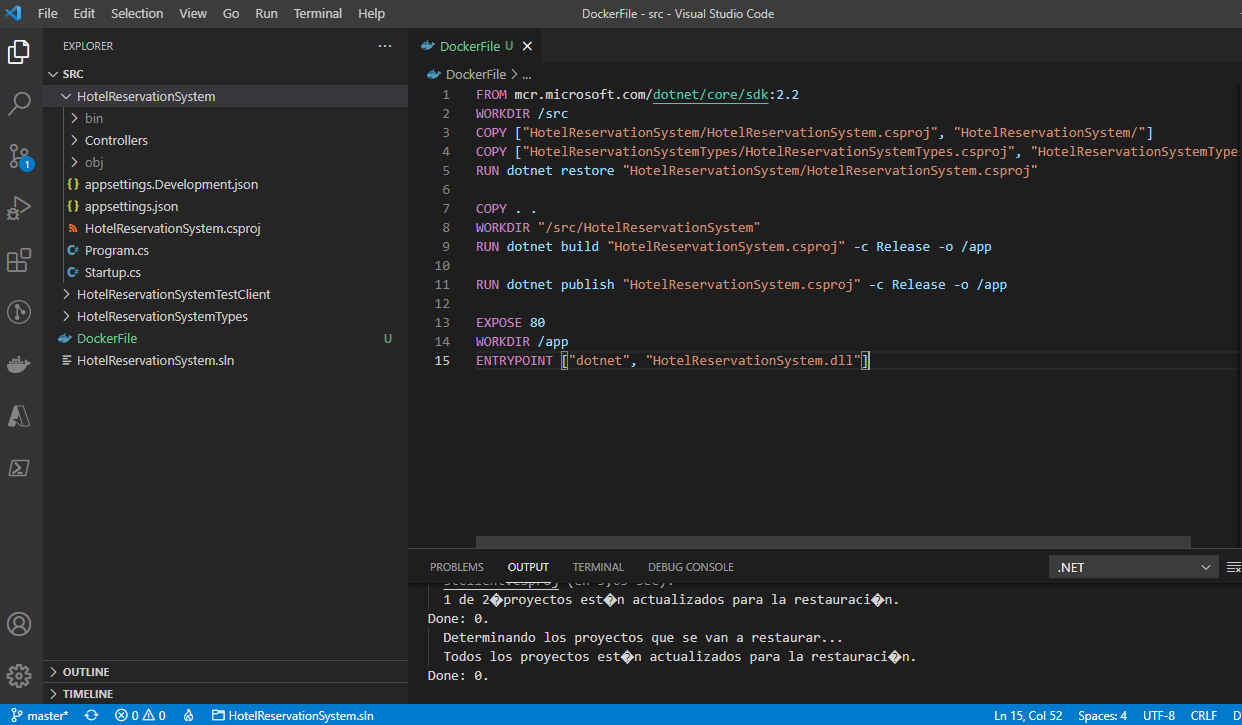 File Edit Selection View Go Run Terminal Help
DockerFile - src - Visual Studio Code
EXPLORER
SRC
HotelReservationSystem
bin
Controllers
obj
appsettings.Development.json
appsettings.json
HotelReservationSystem.csproj
Program.cs
Startup.cs
HotelReservationSystemTestClient
HotelReservationSystemTypes
DockerFile U
HotelReservationSystem.sln
OUTLINE
TIMELINE
1
DockerFile U
DockerFile > ...
1 FROM mcr.microsoft.com/dotnet/core/sdk:2.2
2 WORKDIR /src
3 COPY ["HotelReservationSystem/HotelReservationSystem.csproj", "HotelReservationSystem/"]
4 COPY ["HotelReservationSystemTypes/HotelReservationSystemTypes.csproj", "HotelReservationSystemType
5 RUN dotnet restore "HotelReservationSystem/HotelReservationSystem.csproj"
6
7 COPY . .
8 WORKDIR "/src/HotelReservationSystem"
9 RUN dotnet build "HotelReservationSystem.csproj" -c Release -o /app
10
11 RUN dotnet publish "HotelReservationSystem.csproj" -c Release -o /app
12
13 EXPOSE 80
14 WORKDIR /app
15 ENTRYPOINT ["dotnet", "HotelReservationSystem.dll"]
PROBLEMS OUTPUT TERMINAL DEBUG CONSOLE .NET
1 de 2�proyectos est�n actualizados para la restauraci�n.
Done: 0.
Determinando los proyectos que se van a restaurar...
Todos los proyectos est�n actualizados para la restauraci�n.
Done: 0.
master* 0 0 HotelReservationSystem.sln Ln 15, Col 52 Spaces: 4 UTF-8 CRLF D